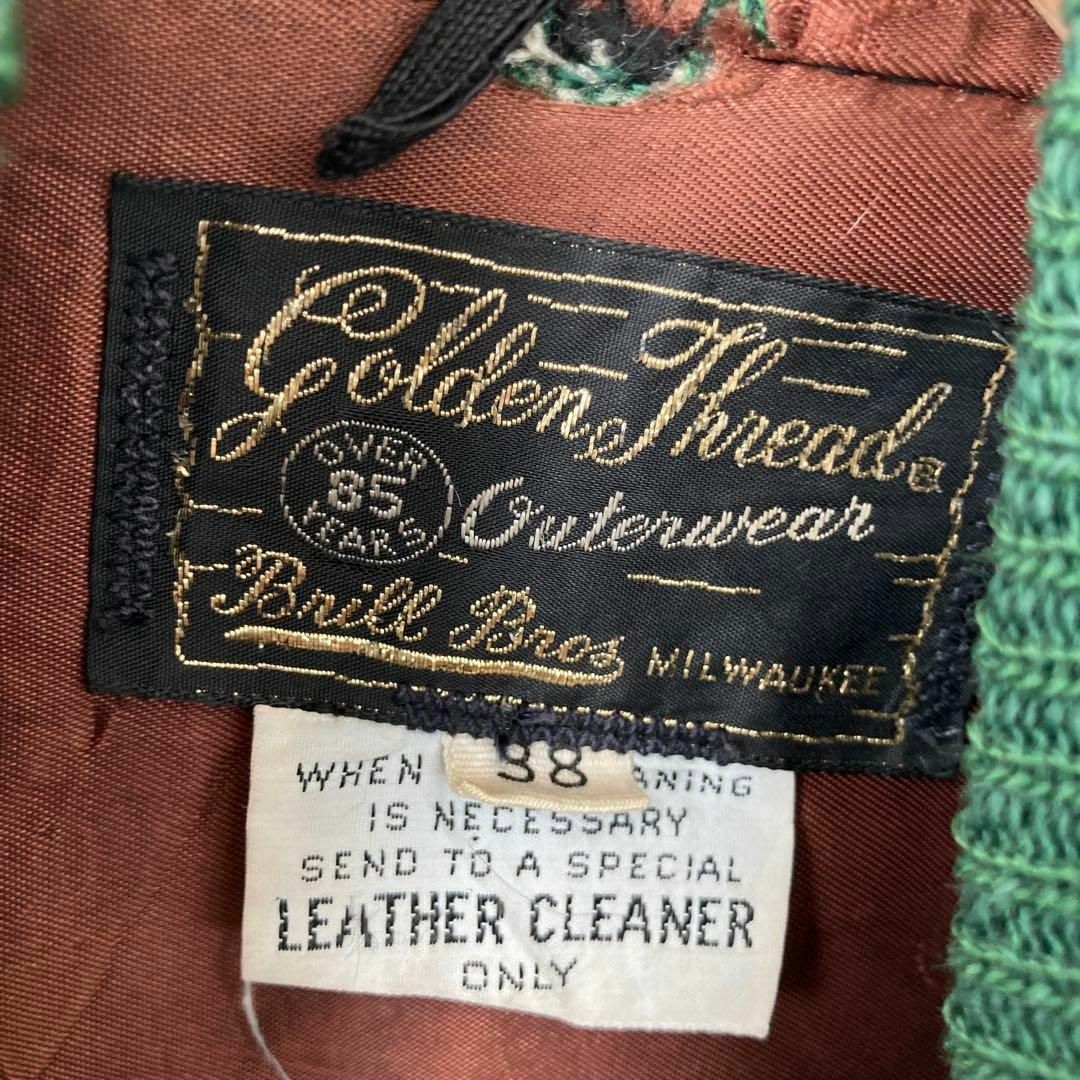 Golden Thread ®
OVER
85
YEARS
Outerwear
Brill Bros
MILWAUKEE
38
WHEN ANING
IS NECESSARY
SEND TO A SPECIAL
LEATHER CLEANER
ONLY